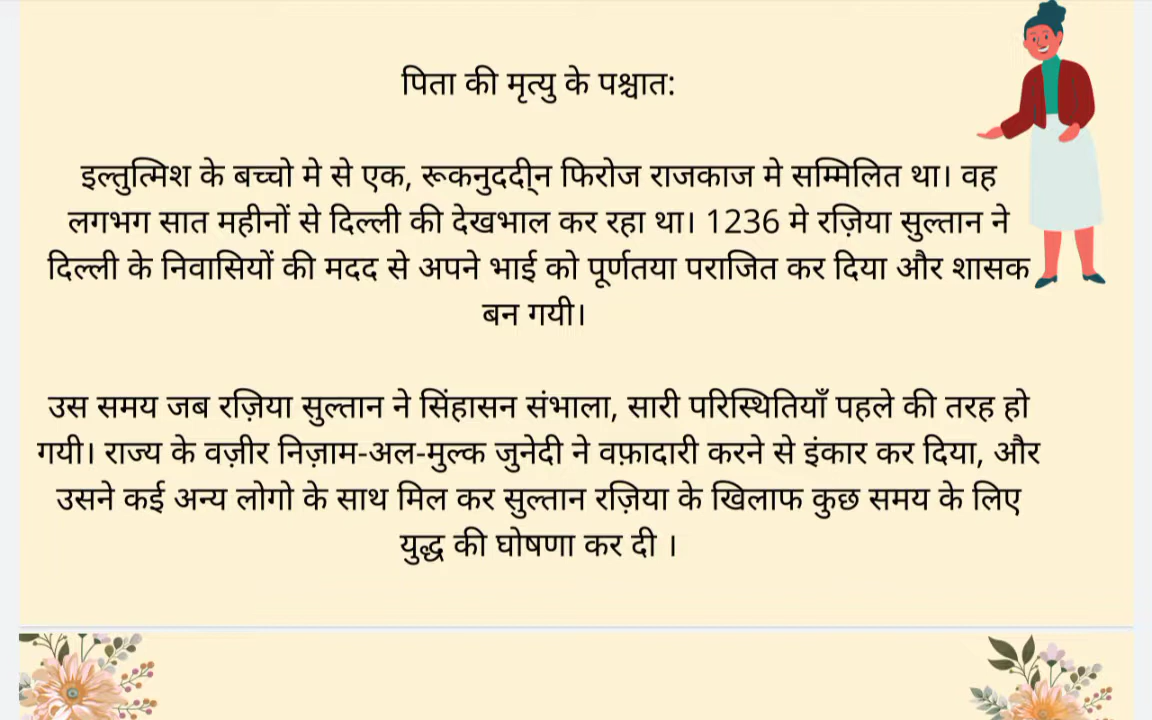 पिता की मृत्यु के पश्चात:
इल्तुत्मिश के बच्चो मे से एक, रूकनुददी्न फिरोज राजकाज मे सम्मिलित था। वह
लगभग सात महीनों से दिल्ली की देखभाल कर रहा था। 1236 मे रज़िया सुल्तान ने
दिल्ली के निवासियों की मदद से अपने भाई को पूर्णतया पराजित कर दिया और शासक
बन गयी।
उस समय जब रज़िया सुल्तान ने सिंहासन संभाला, सारी परिस्थितियाँ पहले की तरह हो
गयी। राज्य के वज़ीर निज़ाम-अल-मुल्क जुनेदी ने वफ़ादारी करने से इंकार कर दिया, और
उसने कई अन्य लोगो के साथ मिल कर सुल्तान रज़िया के खिलाफ कुछ समय के लिए
युद्ध की घोषणा कर दी ।